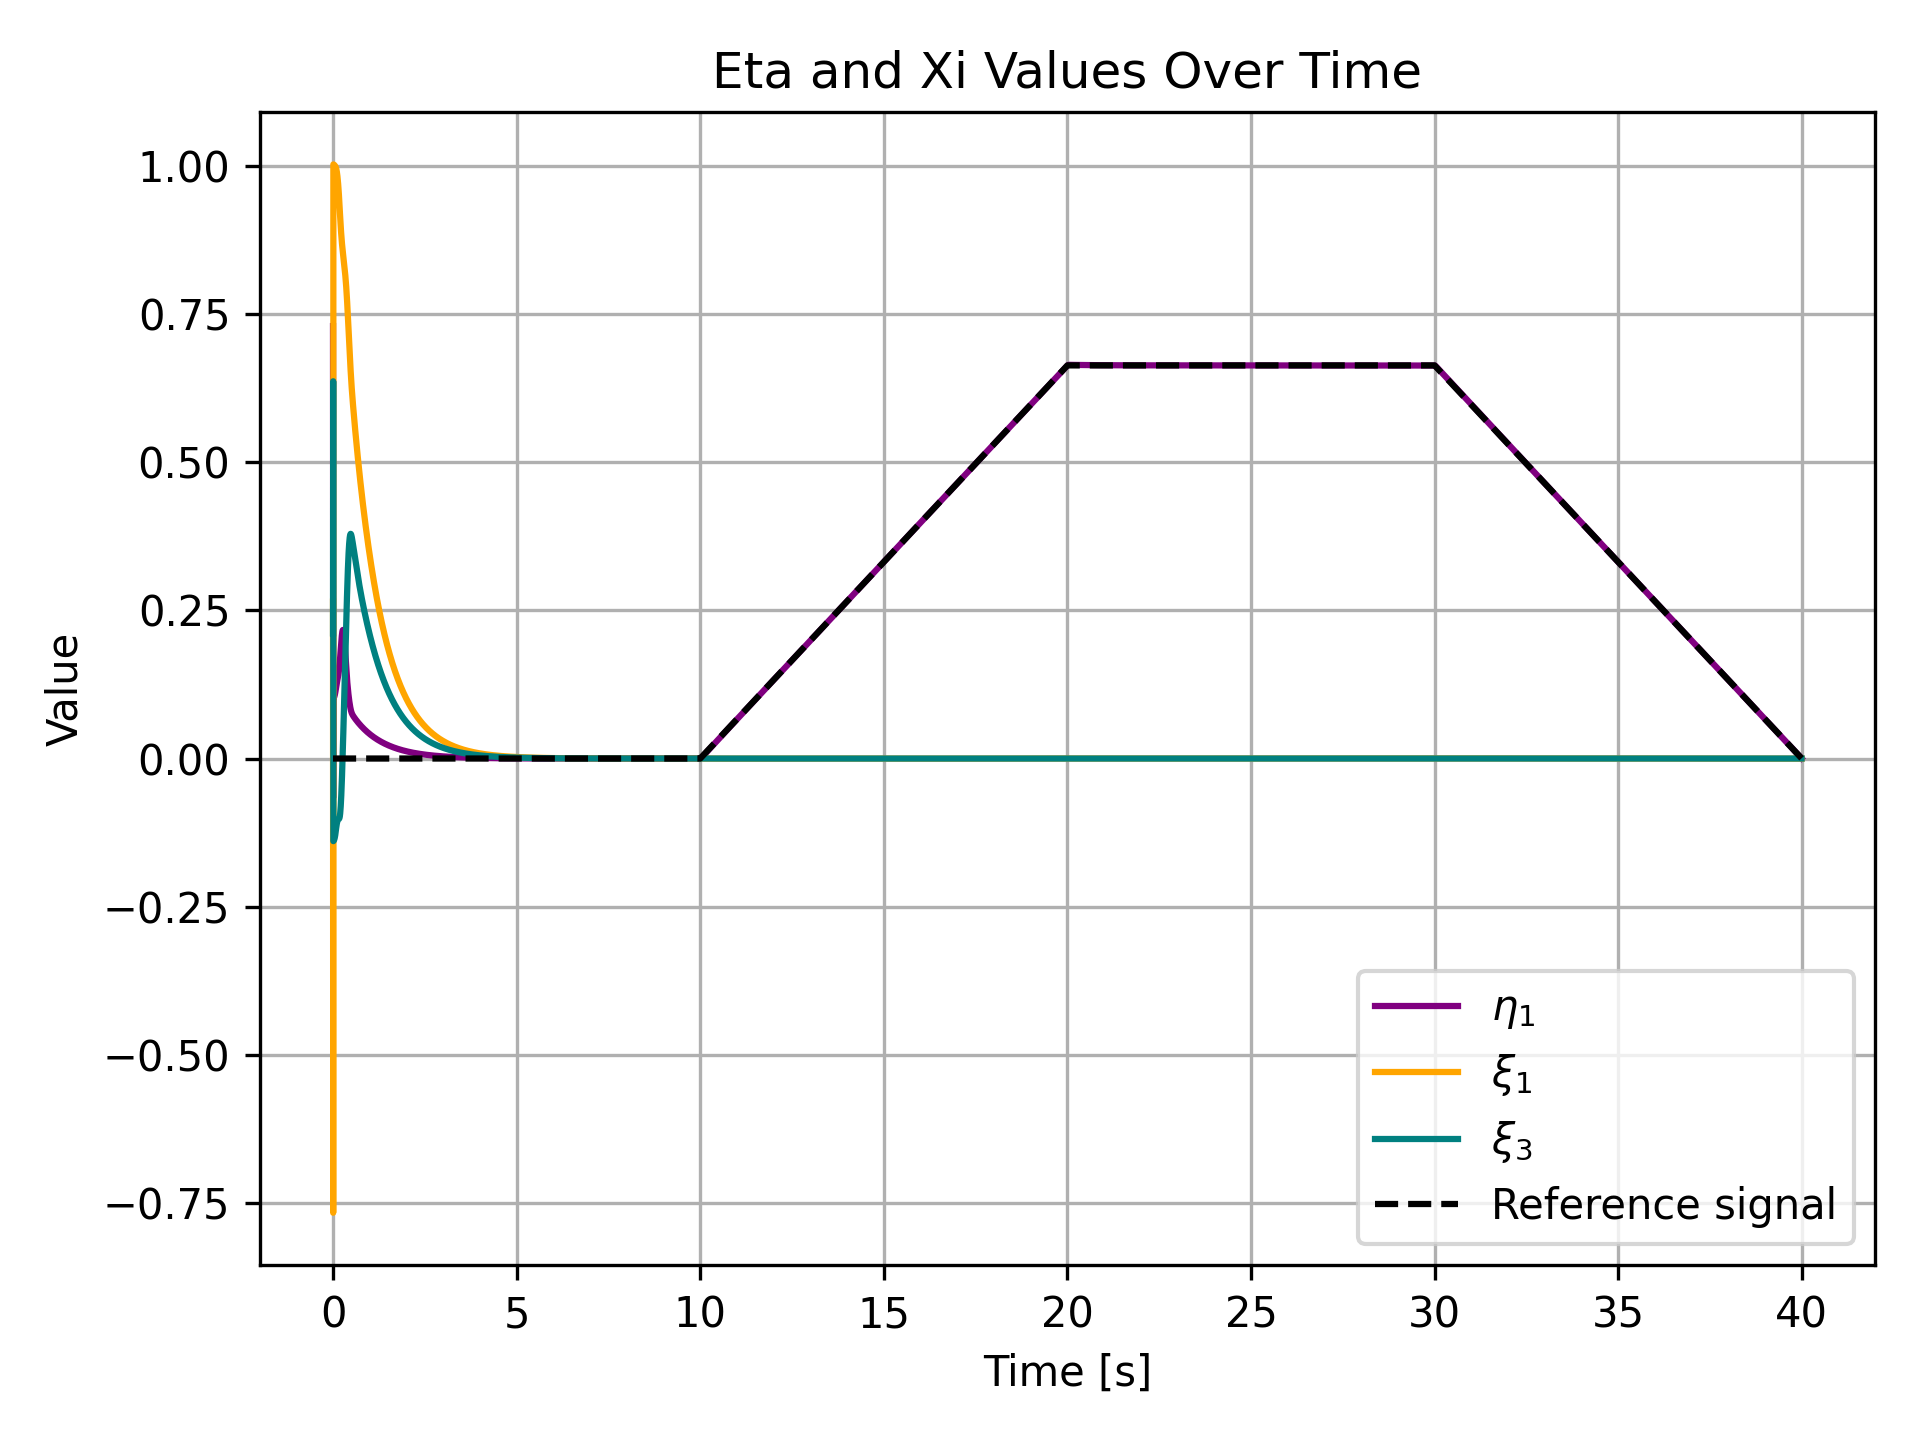 Eta and Xi Values Over Time
Value
1.00
0.75
0.50
0.25
0.00
−0.25
−0.50
−0.75
0 5 10 15 20 25 30 35 40
Time [s]
η₁
ξ₁
ξ₃
Reference signal